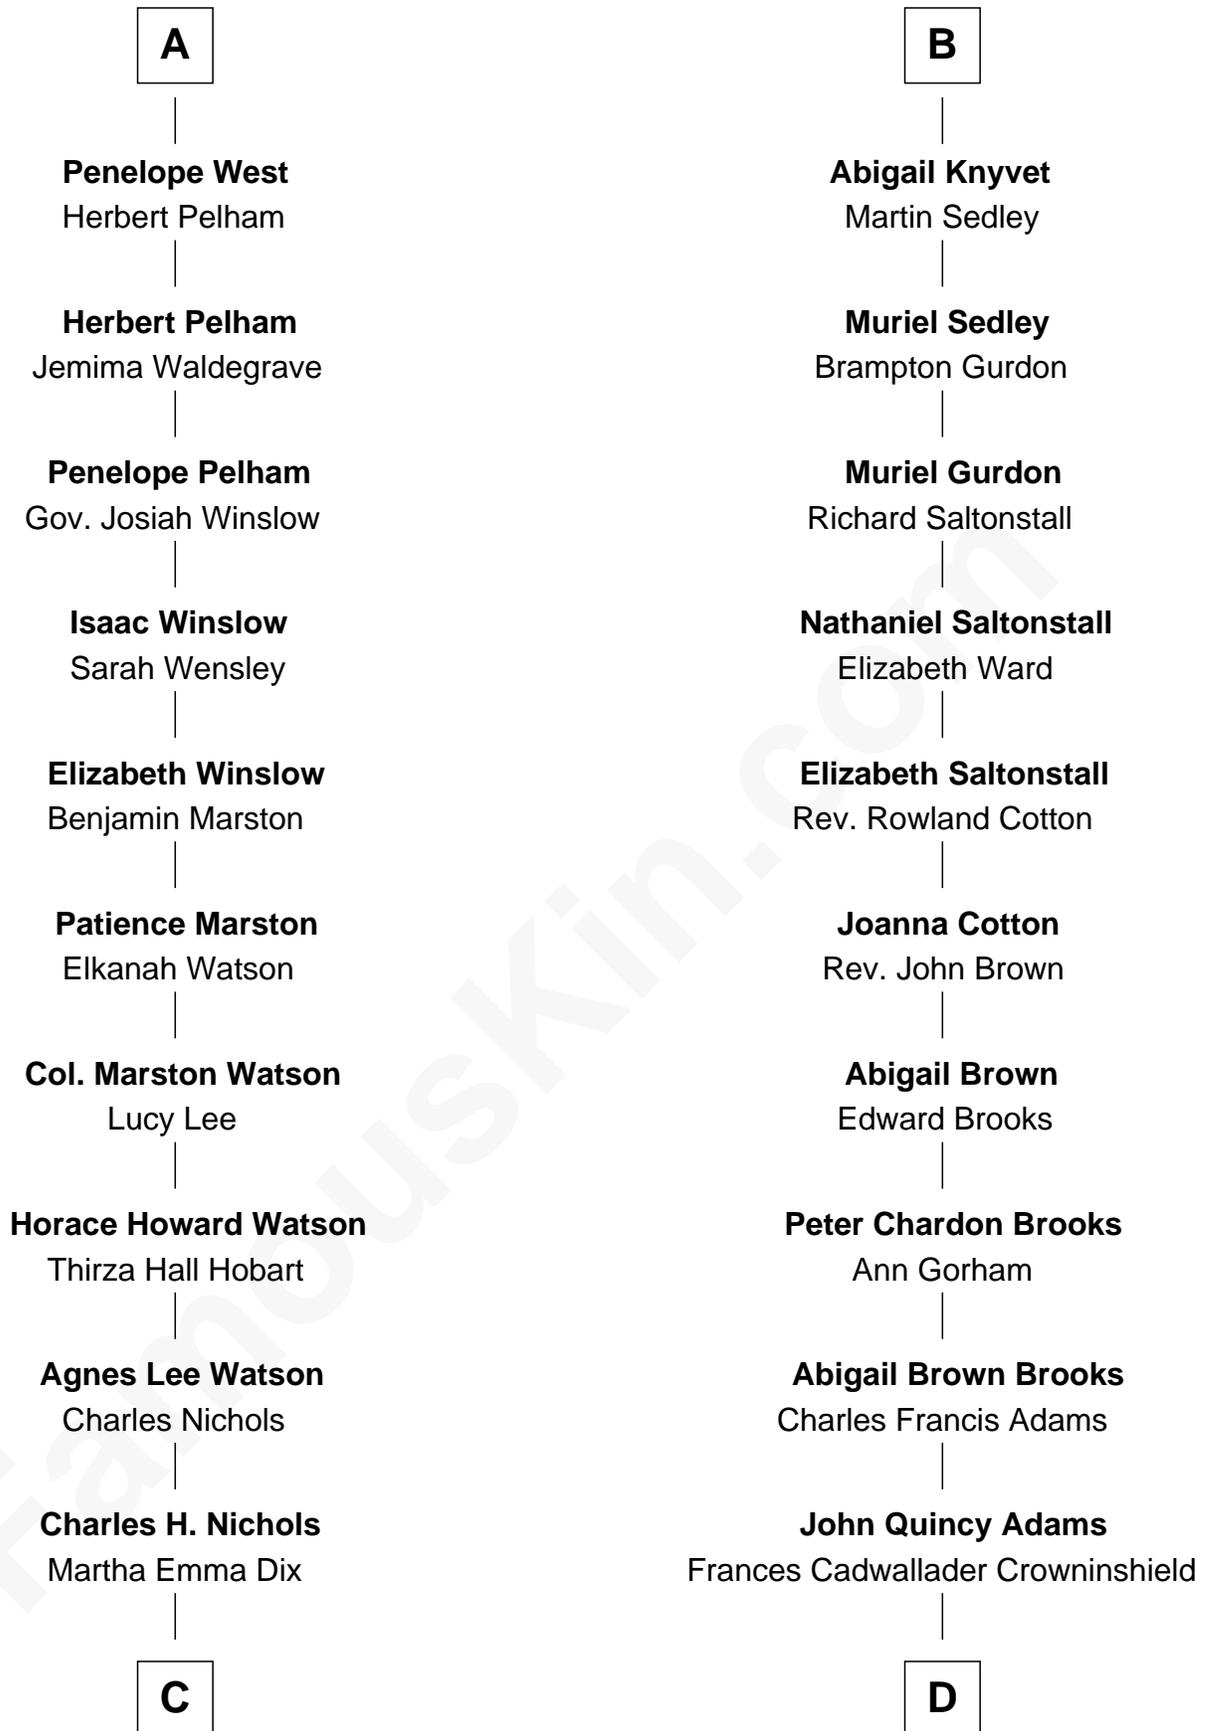 A
Penelope West
Herbert Pelham
Herbert Pelham
Jemima Waldegrave
Penelope Pelham
Gov. Josiah Winslow
Isaac Winslow
Sarah Wensley
Elizabeth Winslow
Benjamin Marston
Patience Marston
Elkanah Watson
Col. Marston Watson
Lucy Lee
Horace Howard Watson
Thirza Hall Hobart
Agnes Lee Watson
Charles Nichols
Charles H. Nichols
Martha Emma Dix
C
B
Abigail Knyvet
Martin Sedley
Muriel Sedley
Brampton Gurdon
Muriel Gurdon
Richard Saltonstall
Nathaniel Saltonstall
Elizabeth Ward
Elizabeth Saltonstall
Rev. Rowland Cotton
Joanna Cotton
Rev. John Brown
Abigail Brown
Edward Brooks
Peter Chardon Brooks
Ann Gorham
Abigail Brown Brooks
Charles Francis Adams
John Quincy Adams
Frances Cadwallader Crowninshield
D
FamousKin.com